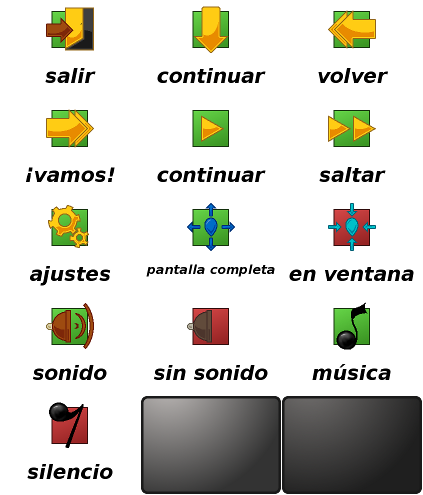 salir
continuar
volver
¡vamos!
continuar
saltar
ajustes
pantalla completa
en ventana
sonido
sin sonido
música
silencio